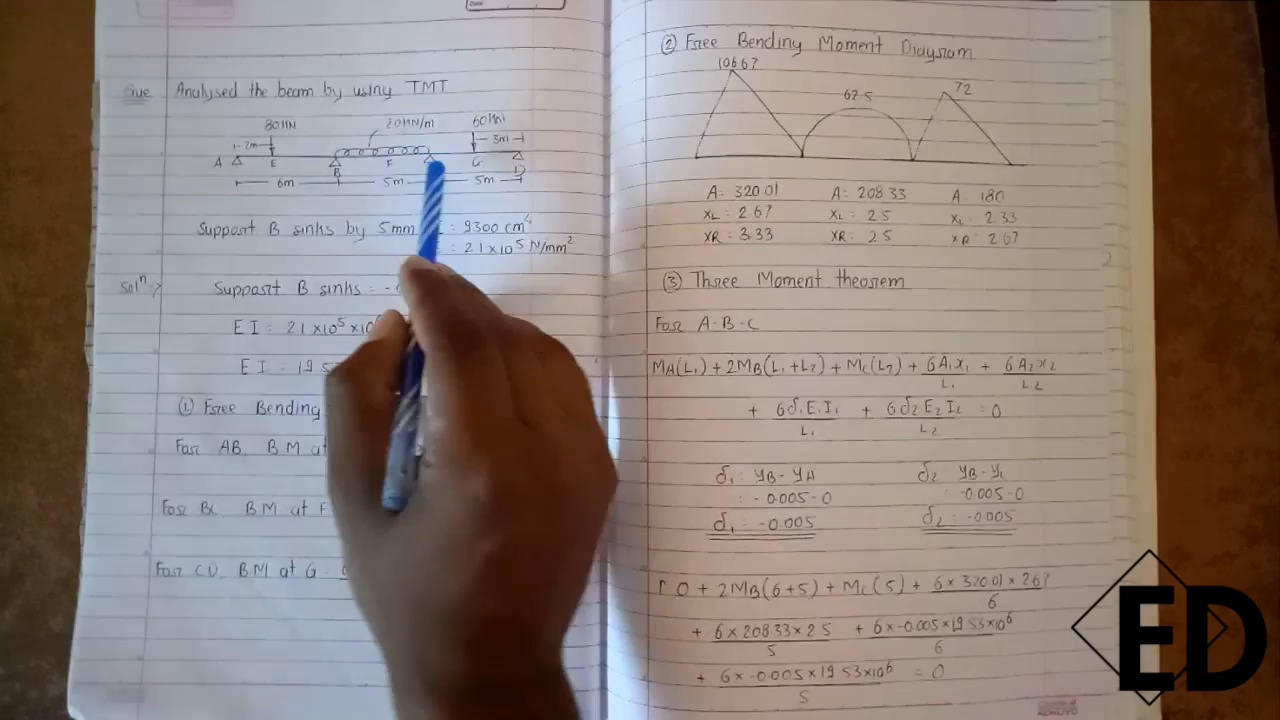 Date
Que Analysed the beam by using TMT
80KN 20KN/m 60KN
2m 3m
A E B F G D
6m 5m 5m
Support B sinks by 5mm : 9300 cm⁴
: 2.1 x 10⁵ N/mm²
Solⁿ => Support B sinks = -
EI = 2.1 x 10⁵ x 10
EI = 19.5
① Free Bending
For AB, BM at
For BC BM at F
For CD, BM at G
② Free Bending Moment Diagram
106.67 62.5 72
A = 320.01 A = 208.33 A = 180
XL = 2.67 XL = 2.5 XL = 2.33
XR = 3.33 XR = 2.5 XR = 2.67
③ Three Moment theorem
For A-B-C
MA(L₁) + 2MB(L₁+L₂) + Mc(L₂) + 6A₁x₁/L₁ + 6A₂x₂/L₂
+ 6δ₁E₁I₁/L₁ + 6δ₂E₂I₂/L₂ = 0
δ₁ = yB - yA δ₂ = yB - yc
= -0.005-0 = -0.005-0
δ₁ = -0.005 δ₂ = -0.005
0 + 2MB(6+5) + Mc(5) + 6 x 320.01 x 2.67/6
+ 6 x 208.33 x 2.5/5 + 6 x -0.005 x 19.53 x 10⁶/6
+ 6 x -0.005 x 19.53 x 10⁶/5 = 0
ED